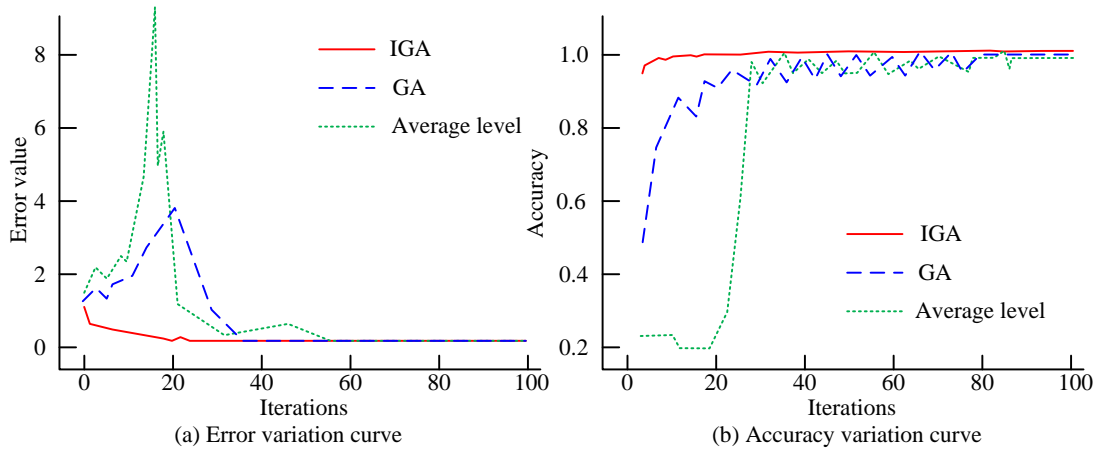 8
6
4
2
0
Error value
IGA
GA
Average level
0 20 40 60 80 100
Iterations
(a) Error variation curve
1.0
0.8
0.6
0.4
0.2
Accuracy
IGA
GA
Average level
0 20 40 60 80 100
Iterations
(b) Accuracy variation curve